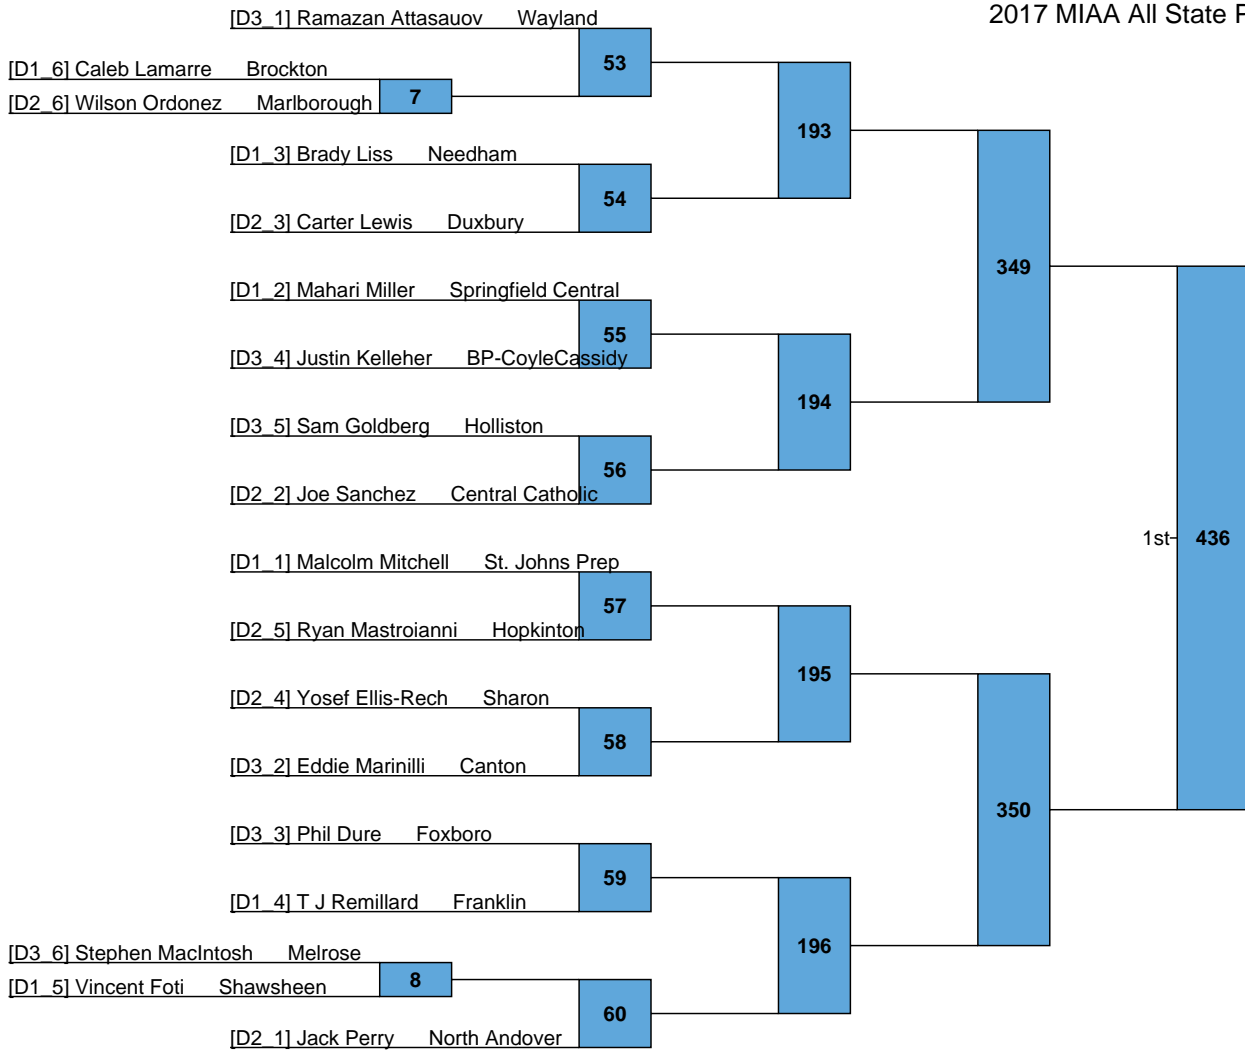 2017 MIAA All State
[D3_1] Ramazan Attasauov Wayland
53
[D1_6] Caleb Lamarre Brockton
[D2_6] Wilson Ordonez Marlborough
7
193
[D1_3] Brady Liss Needham
54
[D2_3] Carter Lewis Duxbury
349
[D1_2] Mahari Miller Springfield Central
55
[D3_4] Justin Kelleher BP-CoyleCassidy
194
[D3_5] Sam Goldberg Holliston
56
[D2_2] Joe Sanchez Central Catholic
1st
436
[D1_1] Malcolm Mitchell St. Johns Prep
57
[D2_5] Ryan Mastroianni Hopkinton
195
[D2_4] Yosef Ellis-Rech Sharon
58
[D3_2] Eddie Marinilli Canton
350
[D3_3] Phil Dure Foxboro
59
[D1_4] T J Remillard Franklin
196
[D3_6] Stephen MacIntosh Melrose
8
[D1_5] Vincent Foti Shawsheen
60
[D2_1] Jack Perry North Andover